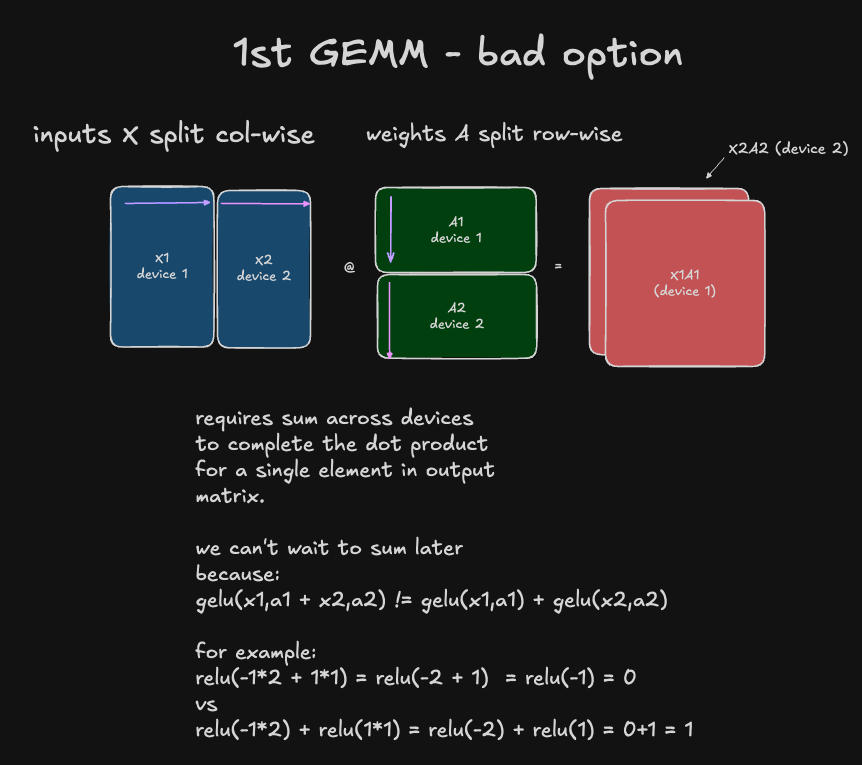 1st GEMM - bad option
inputs X split col-wise
weights A split row-wise
X2A2 (device 2)
X1
device 1
X2
device 2
@
A1
device 1
A2
device 2
=
X1A1
(device 1)
requires sum across devices
to complete the dot product
for a single element in output
matrix.
we can't wait to sum later
because:
gelu(x1,a1 + x2,a2) != gelu(x1,a1) + gelu(x2,a2)
for example:
relu(-1*2 + 1*1) = relu(-2 + 1) = relu(-1) = 0
vs
relu(-1*2) + relu(1*1) = relu(-2) + relu(1) = 0+1 = 1